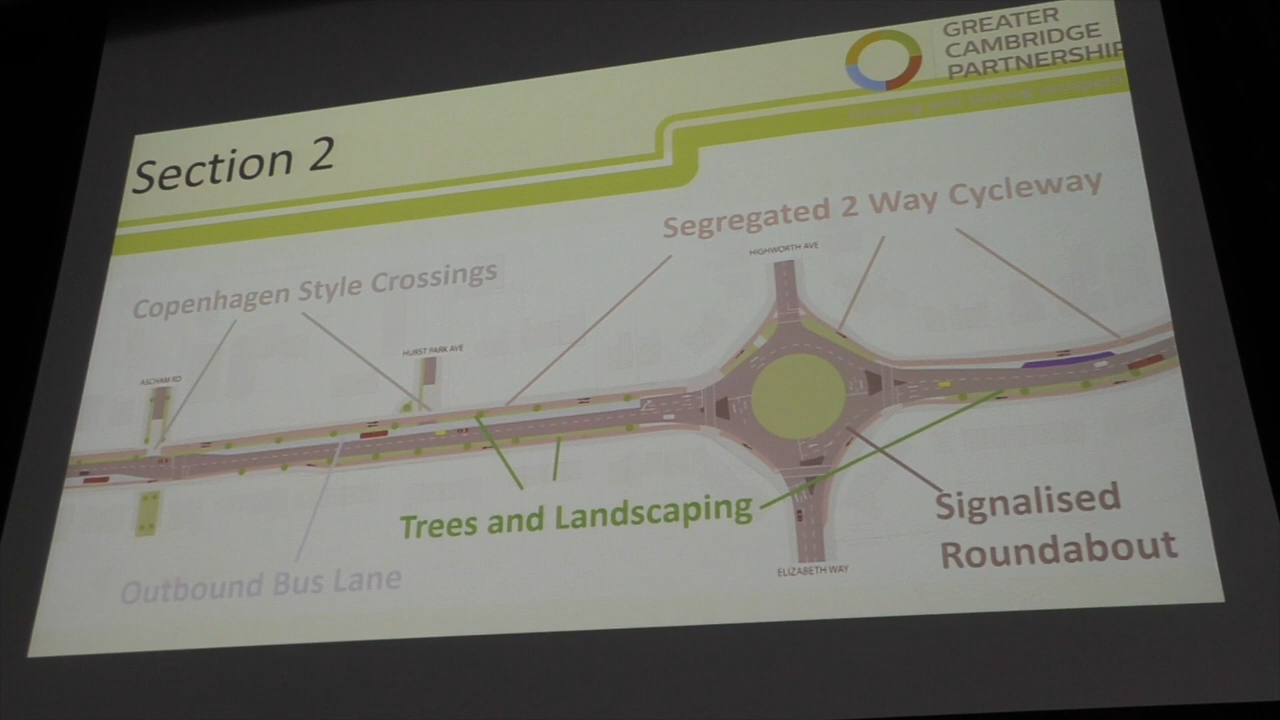 GREATER
CAMBRIDGE
PARTNERSHIP
Section 2
Segregated 2 Way Cycleway
HIGHWORTH AVE
Copenhagen Style Crossings
HURST PARK AVE
ASCHAM RD
Trees and Landscaping
Signalised
Roundabout
Outbound Bus Lane
ELIZABETH WAY